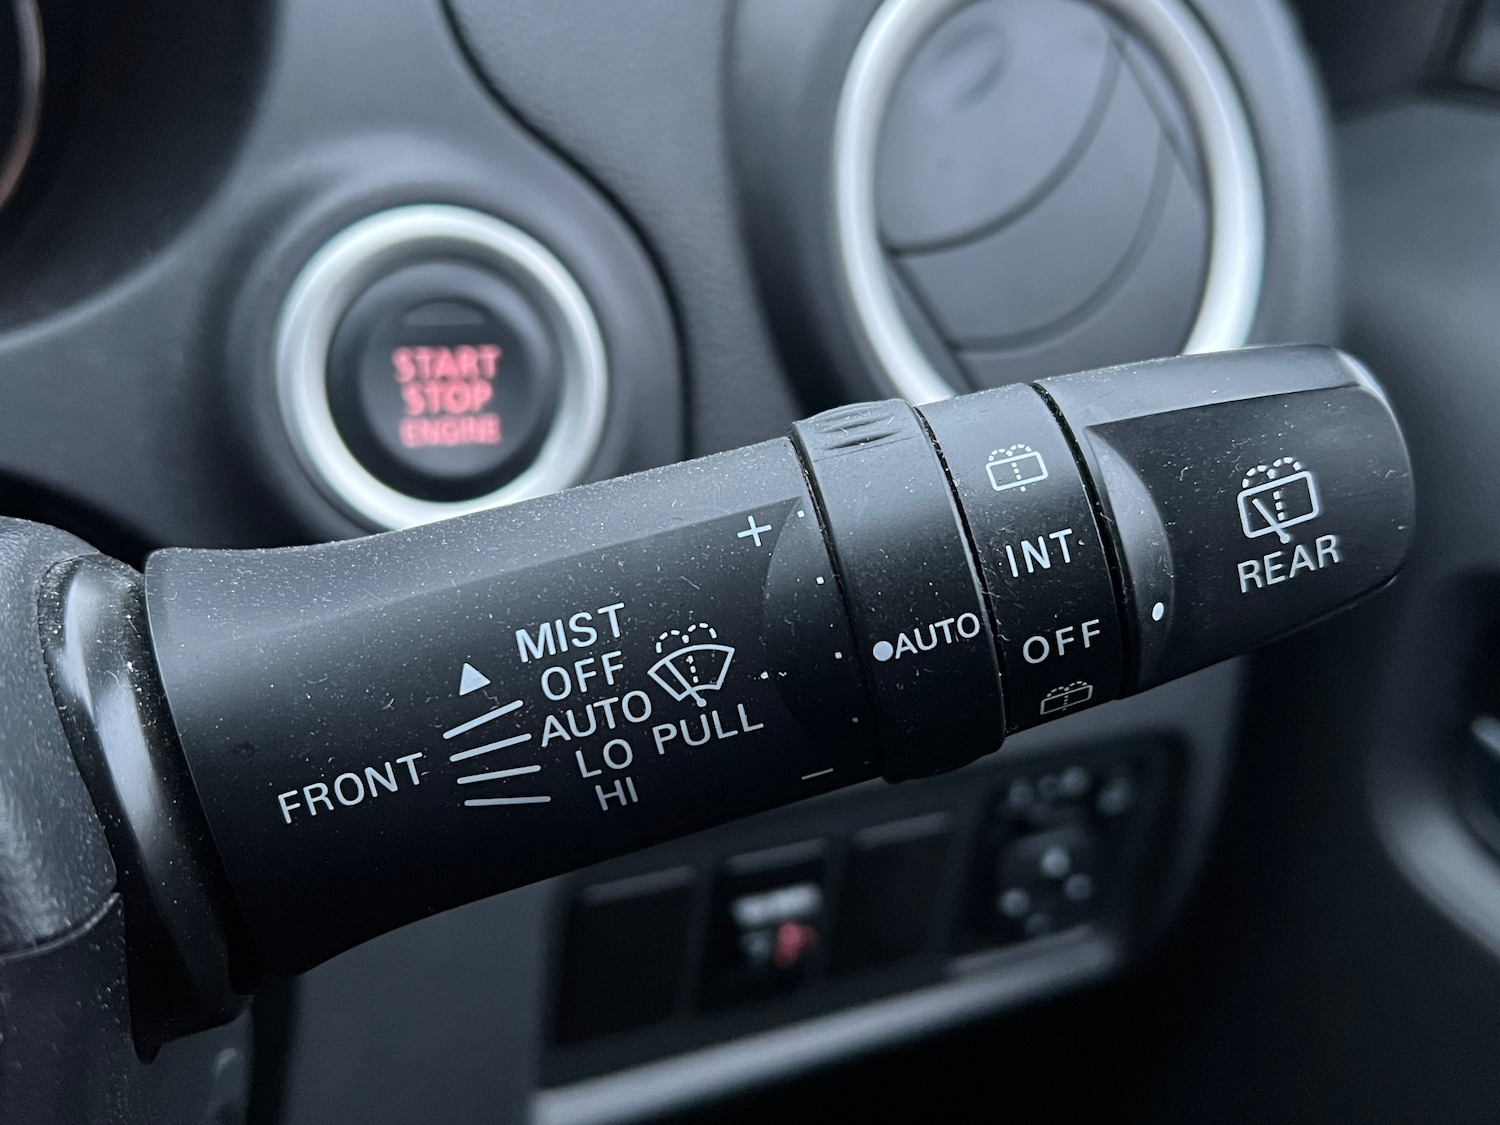 START
STOP
ENGINE
+
MIST
OFF
AUTO
LO PULL
HI
FRONT
−
AUTO
INT
OFF
REAR